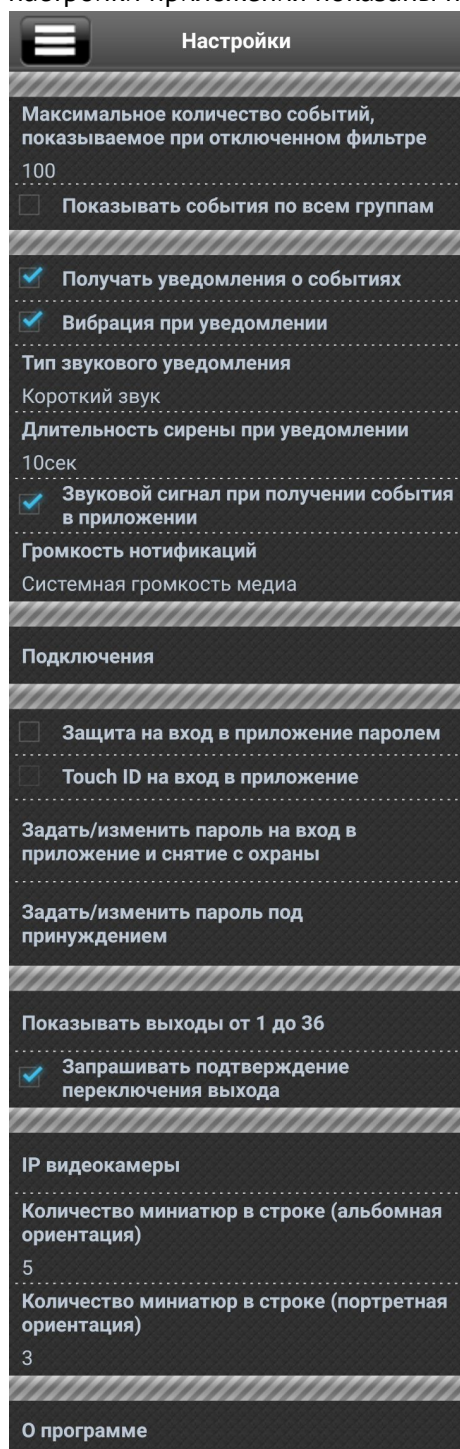 Настройки
Максимальное количество событий,
показываемое при отключенном фильтре
100
Показывать события по всем группам
Получать уведомления о событиях
Вибрация при уведомлении
Тип звукового уведомления
Короткий звук
Длительность сирены при уведомлении
10сек
Звуковой сигнал при получении события
в приложении
Громкость нотификаций
Системная громкость медиа
Подключения
Защита на вход в приложение паролем
Touch ID на вход в приложение
Задать/изменить пароль на вход в
приложение и снятие с охраны
Задать/изменить пароль под
принуждением
Показывать выходы от 1 до 36
Запрашивать подтверждение
переключения выхода
IP видеокамеры
Количество миниатюр в строке (альбомная
ориентация)
5
Количество миниатюр в строке (портретная
ориентация)
3
О программе